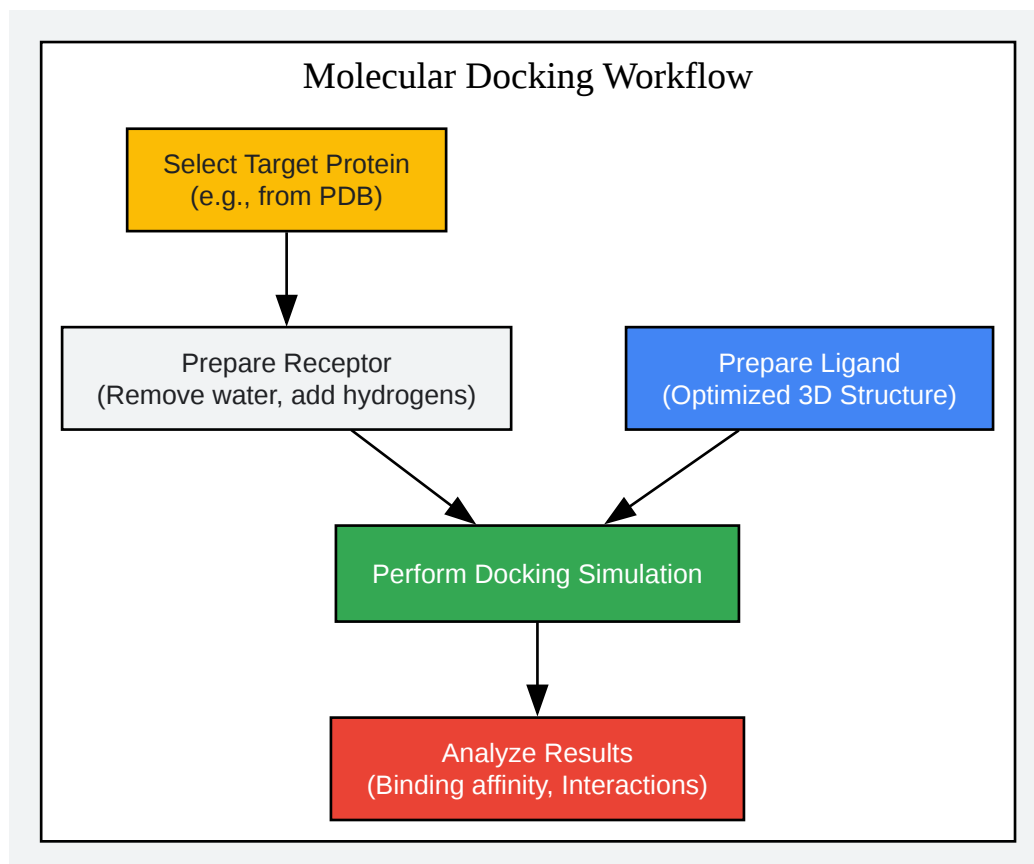 Molecular Docking Workflow
Select Target Protein
(e.g., from PDB)
Prepare Receptor
(Remove water, add hydrogens)
Prepare Ligand
(Optimized 3D Structure)
Perform Docking Simulation
Analyze Results
(Binding affinity, Interactions)